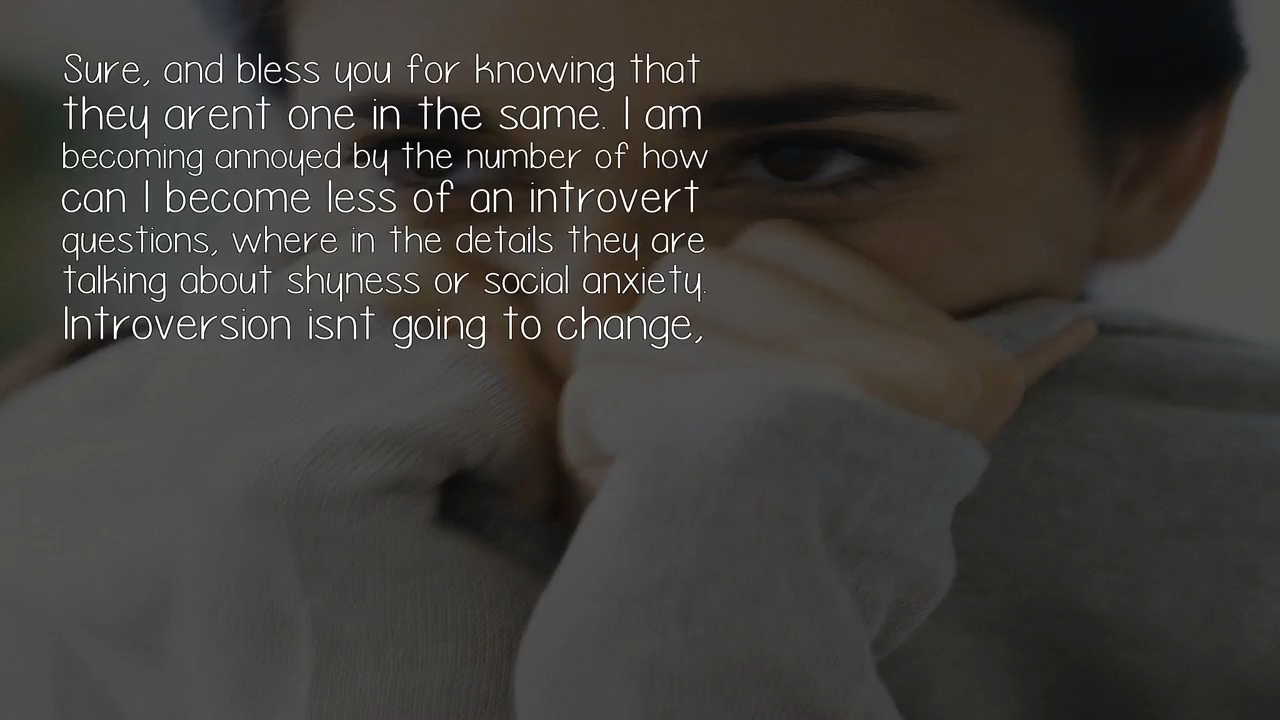 Sure, and bless you for knowing that
they arent one in the same. I am
becoming annoyed by the number of how
can I become less of an introvert
questions, where in the details they are
talking about shyness or social anxiety.
Introversion isnt going to change,